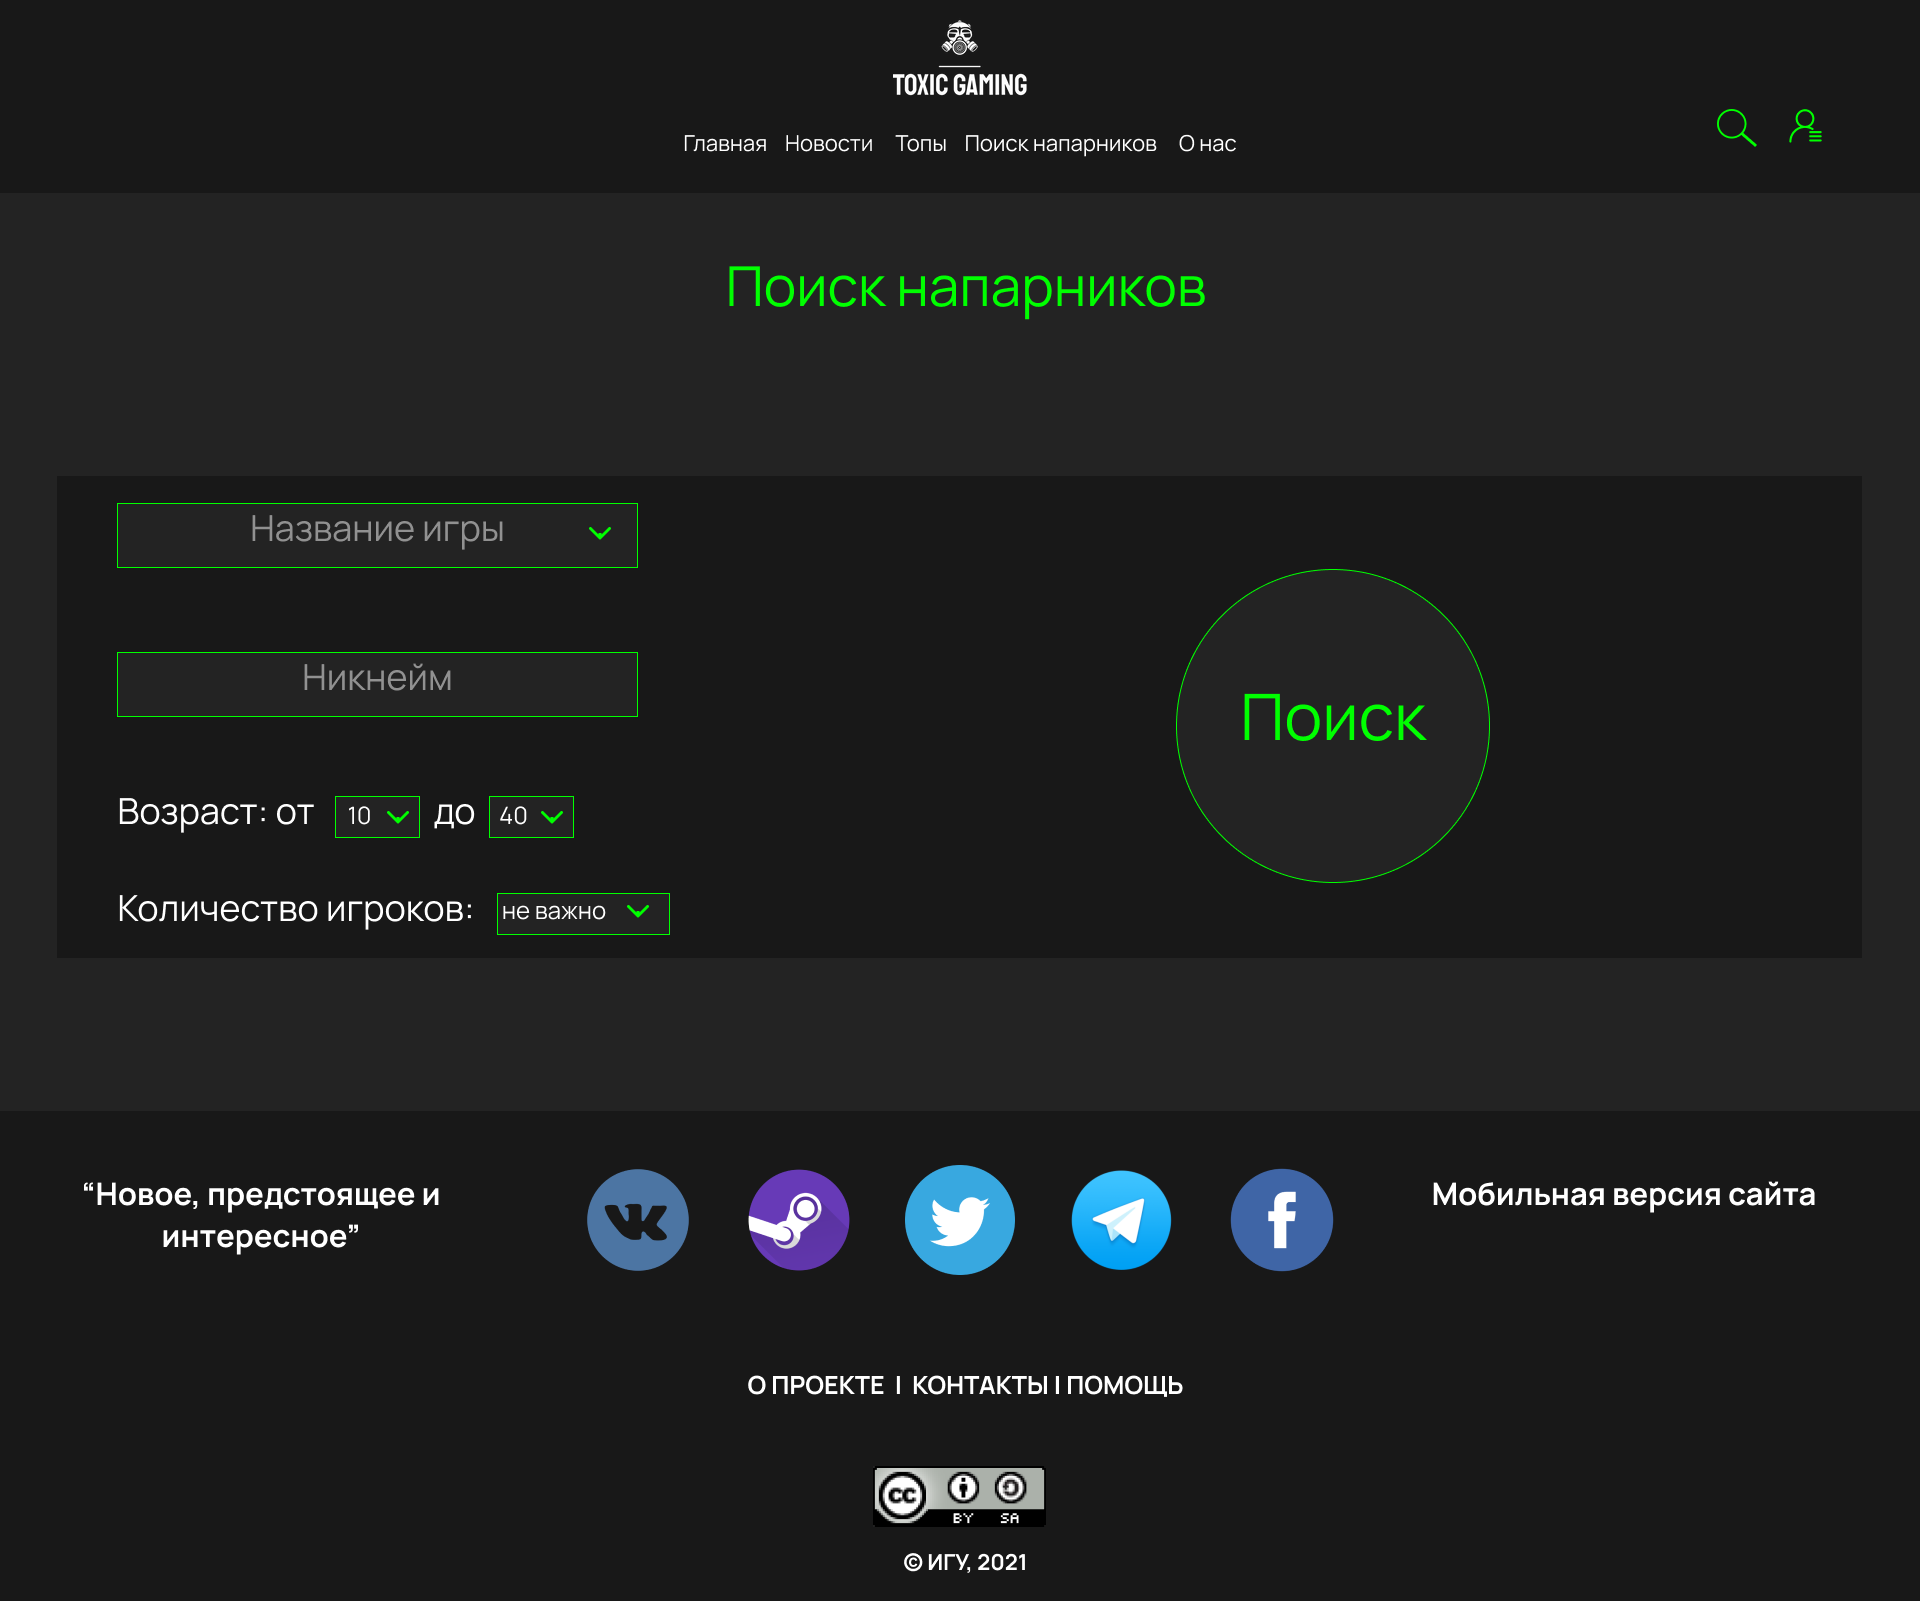 TOXIC GAMING
Главная Новости Топы Поиск напарников О нас
Поиск напарников
Название игры
Никнейм
Поиск
Возраст: от 10 до 40
Количество игроков: не важно
“Новое, предстоящее и
интересное”
Мобильная версия сайта
О ПРОЕКТЕ | КОНТАКТЫ | ПОМОЩЬ
cc BY SA
© ИГУ, 2021